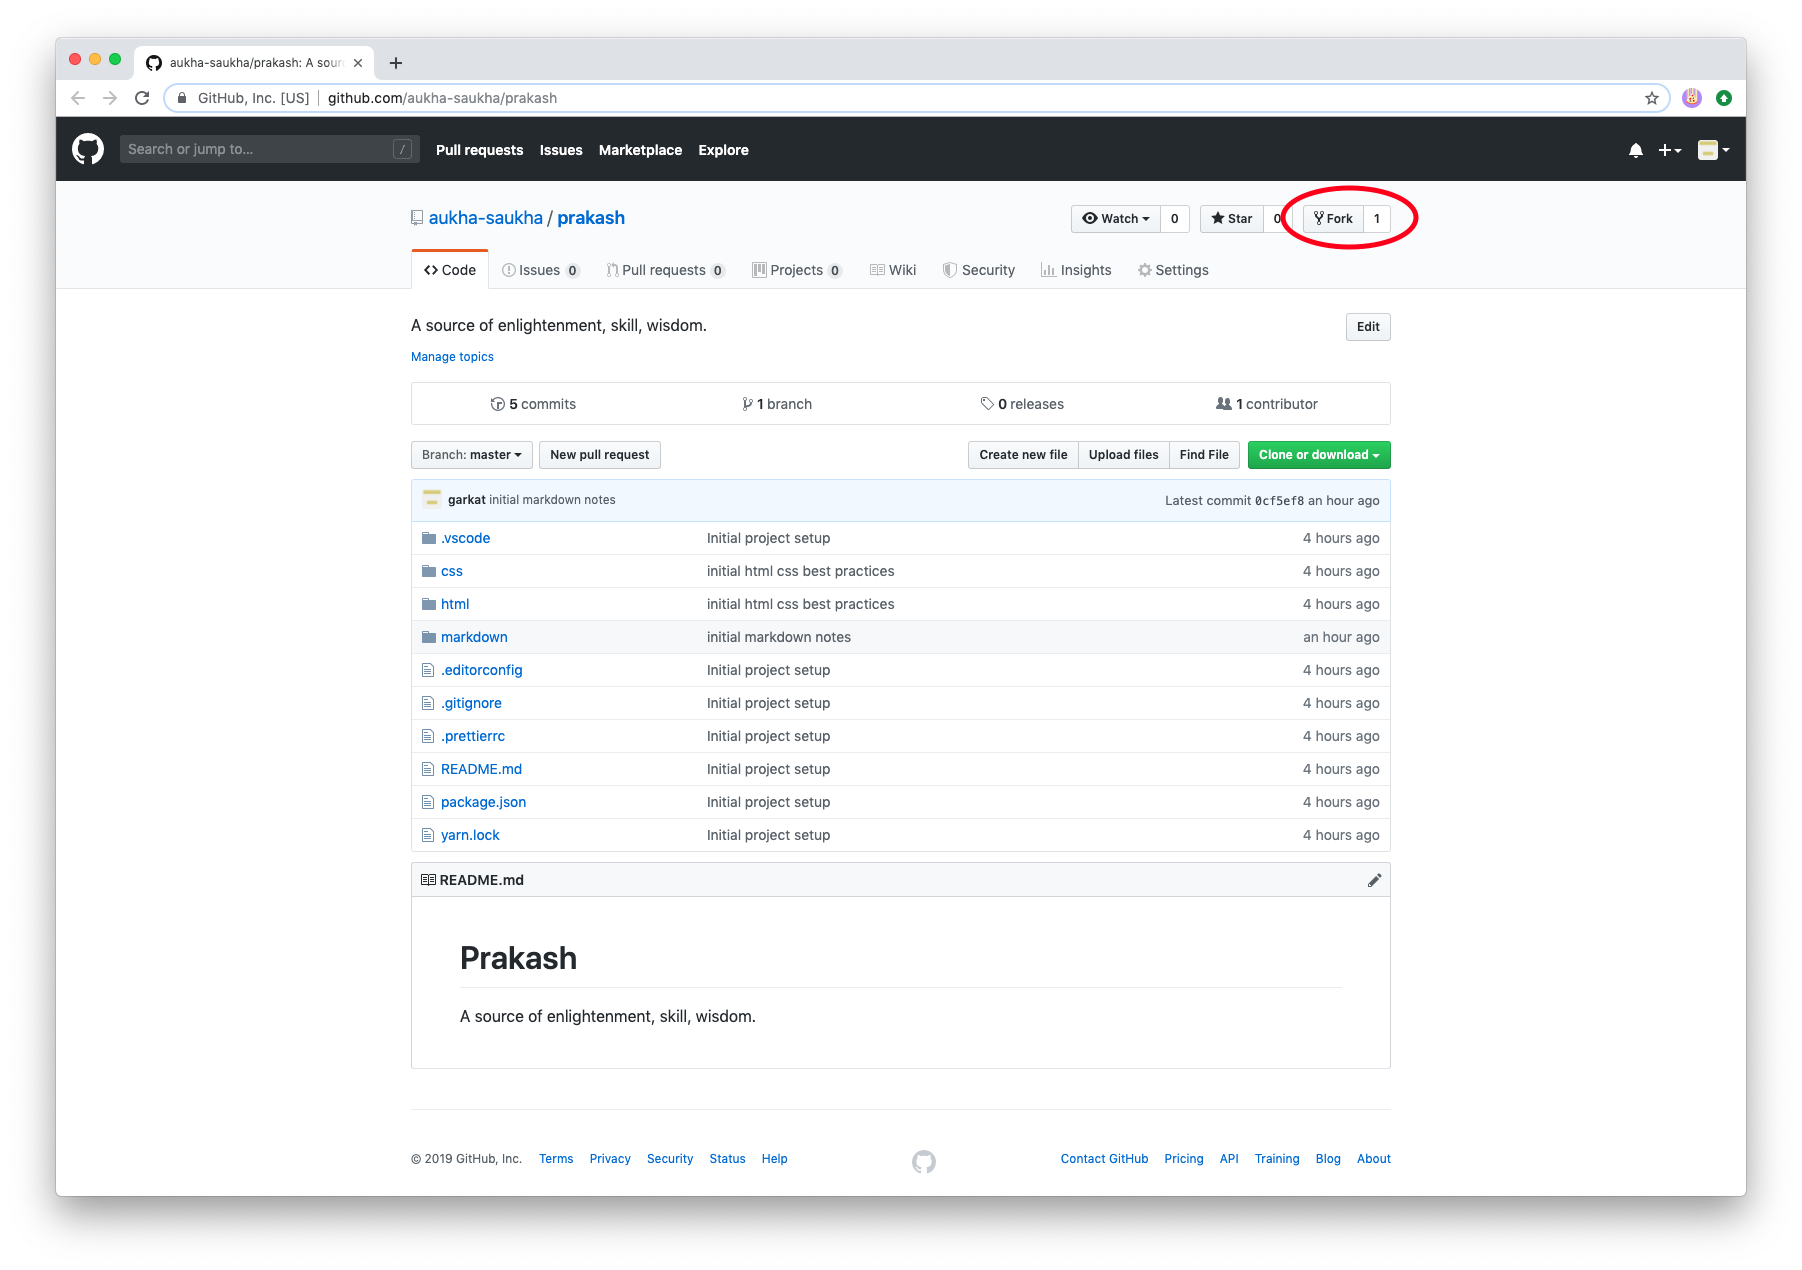 aukha-saukha/prakash: A sour
GitHub, Inc. [US] github.com/aukha-saukha/prakash
Search or jump to... / Pull requests Issues Marketplace Explore
aukha-saukha / prakash Watch 0 Star 0 Fork 1
Code Issues 0 Pull requests 0 Projects 0 Wiki Security Insights Settings
A source of enlightenment, skill, wisdom. Edit
Manage topics
5 commits 1 branch 0 releases 1 contributor
Branch: master New pull request Create new file Upload files Find File Clone or download
garkat initial markdown notes Latest commit 0cf5ef8 an hour ago
.vscode Initial project setup 4 hours ago
css initial html css best practices 4 hours ago
html initial html css best practices 4 hours ago
markdown initial markdown notes an hour ago
.editorconfig Initial project setup 4 hours ago
.gitignore Initial project setup 4 hours ago
.prettierrc Initial project setup 4 hours ago
README.md Initial project setup 4 hours ago
package.json Initial project setup 4 hours ago
yarn.lock Initial project setup 4 hours ago
README.md
Prakash
A source of enlightenment, skill, wisdom.
© 2019 GitHub, Inc. Terms Privacy Security Status Help Contact GitHub Pricing API Training Blog About